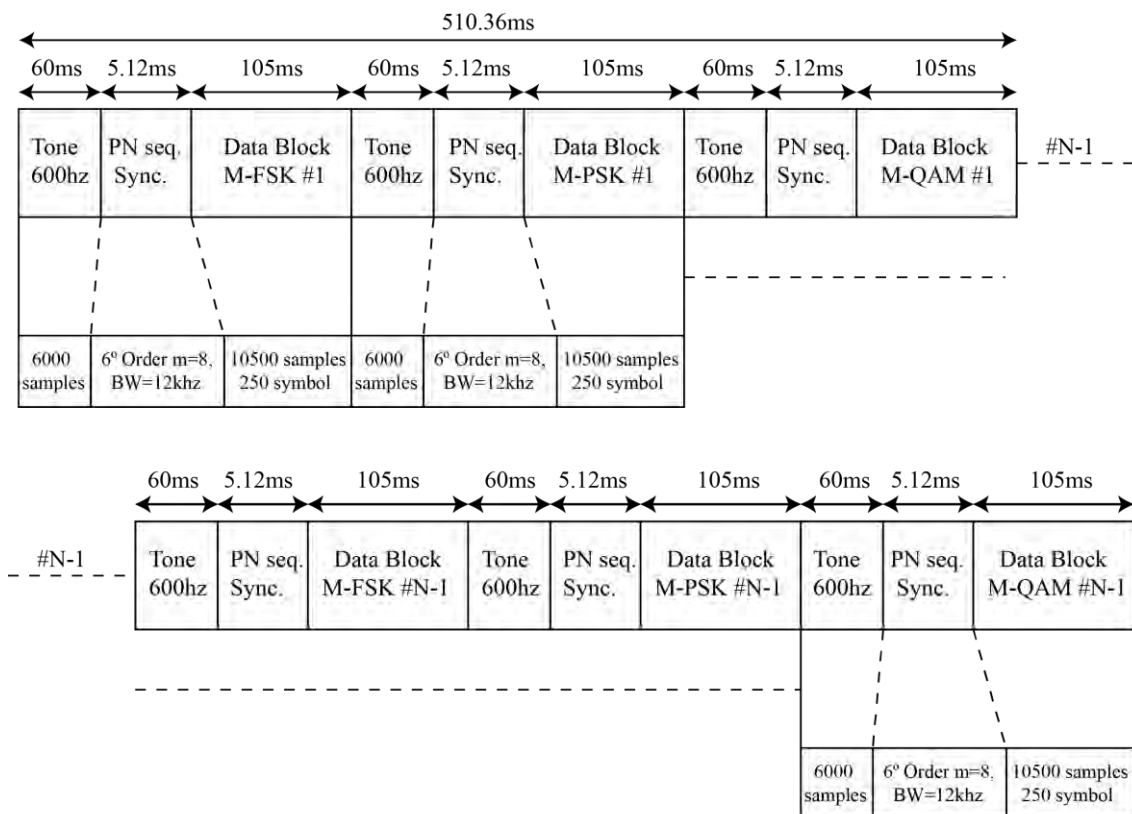 510.36ms
60ms 5.12ms 105ms 60ms 5.12ms 105ms 60ms 5.12ms 105ms
Tone PN seq. Data Block Tone PN seq. Data Block Tone PN seq. Data Block #N-1
600hz Sync. M-FSK #1 600hz Sync. M-PSK #1 600hz Sync. M-QAM #1
6000 6º Order m=8, 10500 samples 6000 6º Order m=8, 10500 samples
samples BW=12khz 250 symbol samples BW=12khz 250 symbol
60ms 5.12ms 105ms 60ms 5.12ms 105ms 60ms 5.12ms 105ms
#N-1 Tone PN seq. Data Block Tone PN seq. Data Block Tone PN seq. Data Block
600hz Sync. M-FSK #N-1 600hz Sync. M-PSK #N-1 600hz Sync. M-QAM #N-1
6000 6º Order m=8, 10500 samples
samples BW=12khz 250 symbol